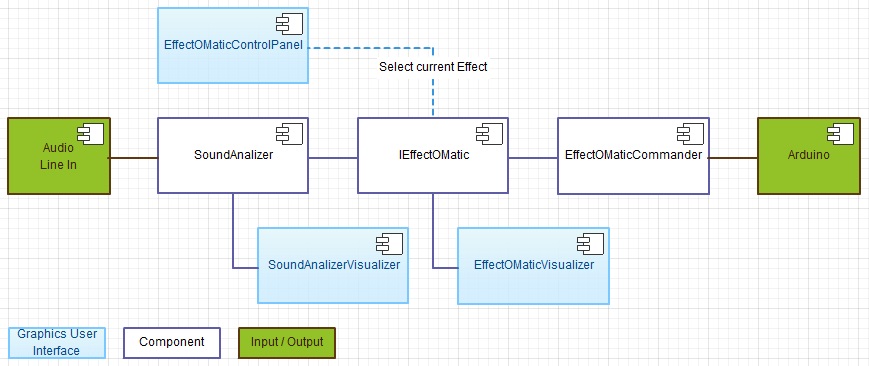 EffectOMaticControlPanel
Select current Effect
Audio
Line In
SoundAnalizer
IEffectOMatic
EffectOMaticCommander
Arduino
SoundAnalizerVisualizer
EffectOMaticVisualizer
Graphics User
Interface
Component
Input / Output